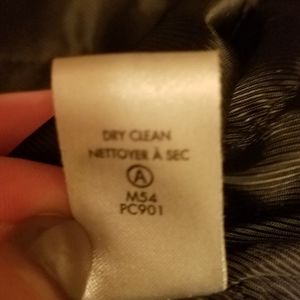 DRY CLEAN
NETTOYER À SEC
A
M54
PC901